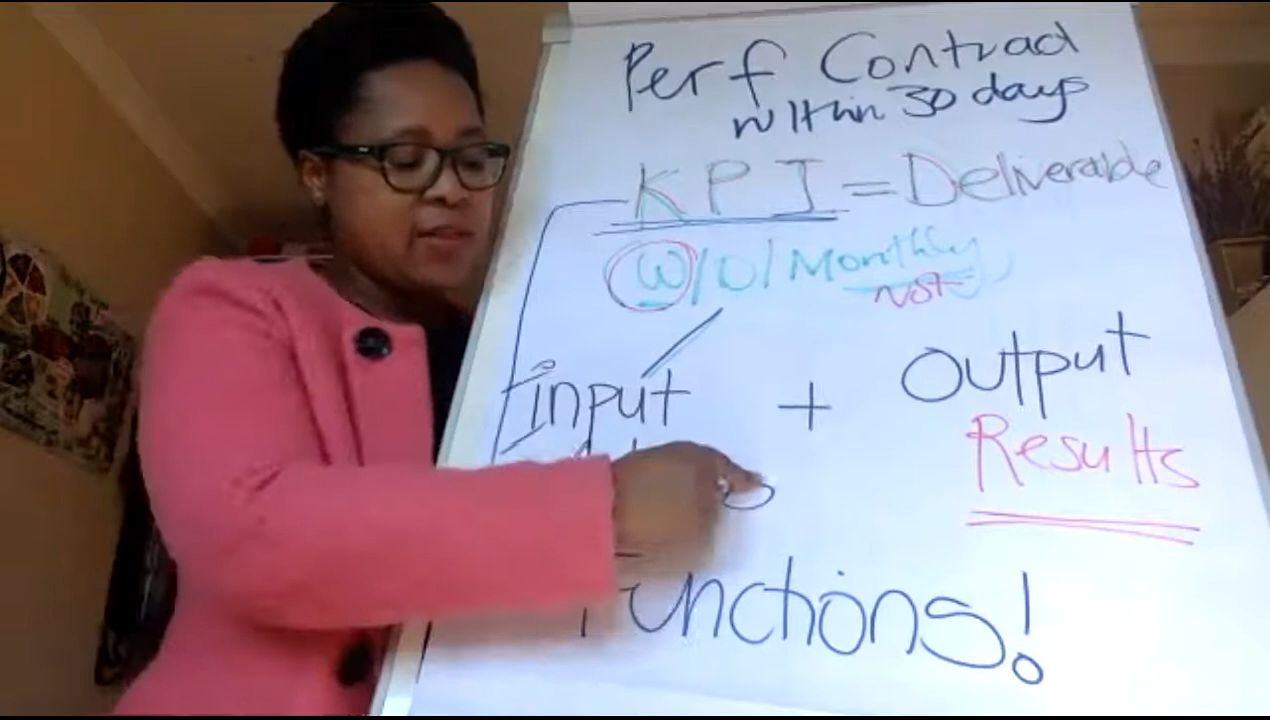 Perf Contract
within 30 days
KPI = Deliverable
W/D/Monthly
not
Input + Output
Results
Functions!